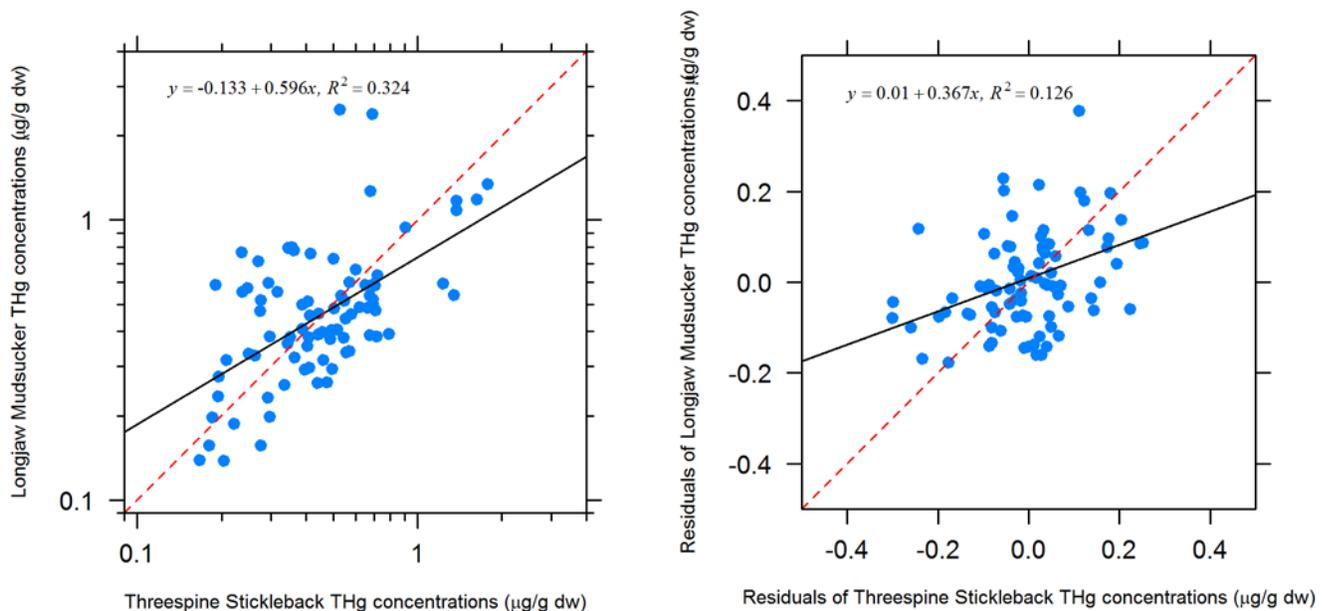 y = -0.133 + 0.596x, R² = 0.324
Longjaw Mudsucker THg concentrations (µg/g dw)
1
0.1
0.1
1
Threespine Stickleback THg concentrations (µg/g dw)
y = 0.01 + 0.367x, R² = 0.126
Residuals of Longjaw Mudsucker THg concentrations (µg/g dw)
0.4
0.2
0.0
-0.2
-0.4
-0.4
-0.2
0.0
0.2
0.4
Residuals of Threespine Stickleback THg concentrations (µg/g dw)